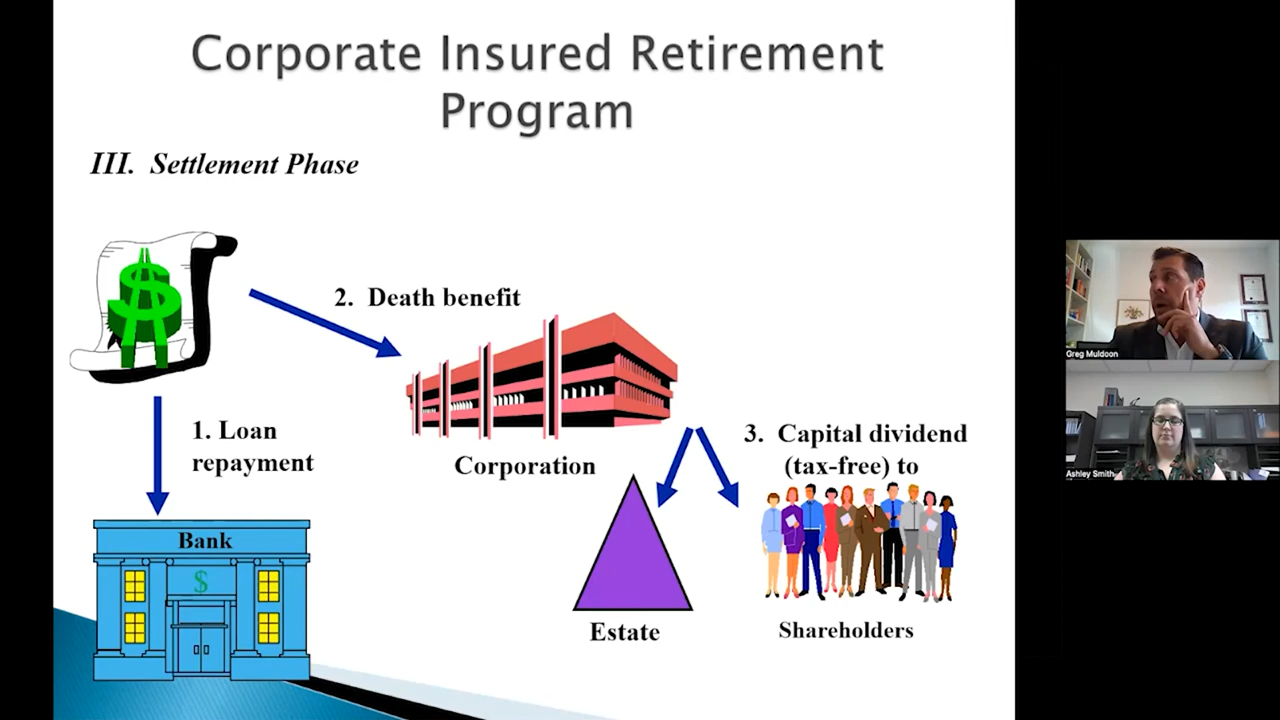 Corporate Insured Retirement
Program
III. Settlement Phase
2. Death benefit
1. Loan
repayment
Corporation
3. Capital dividend
(tax-free) to
Bank
$
Estate
Shareholders
Greg Muldoon
Ashley Smith